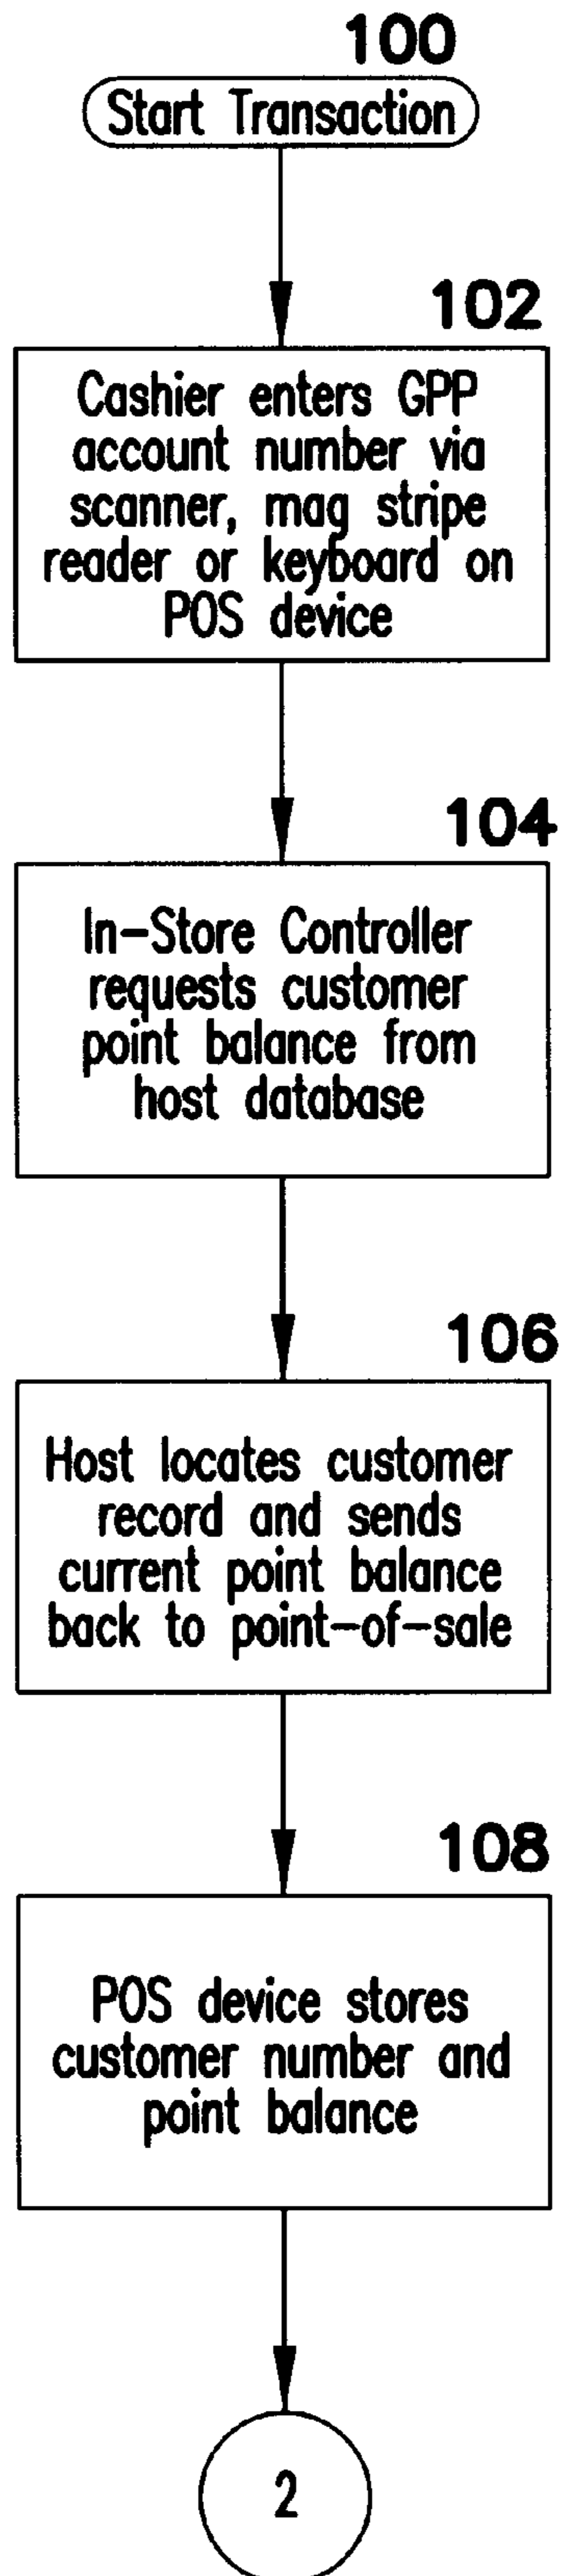 100
Start Transaction
102
Cashier enters GPP
account number via
scanner, mag stripe
reader or keyboard on
POS device
104
In-Store Controller
requests customer
point balance from
host database
106
Host locates customer
record and sends
current point balance
back to point-of-sale
108
POS device stores
customer number and
point balance
2